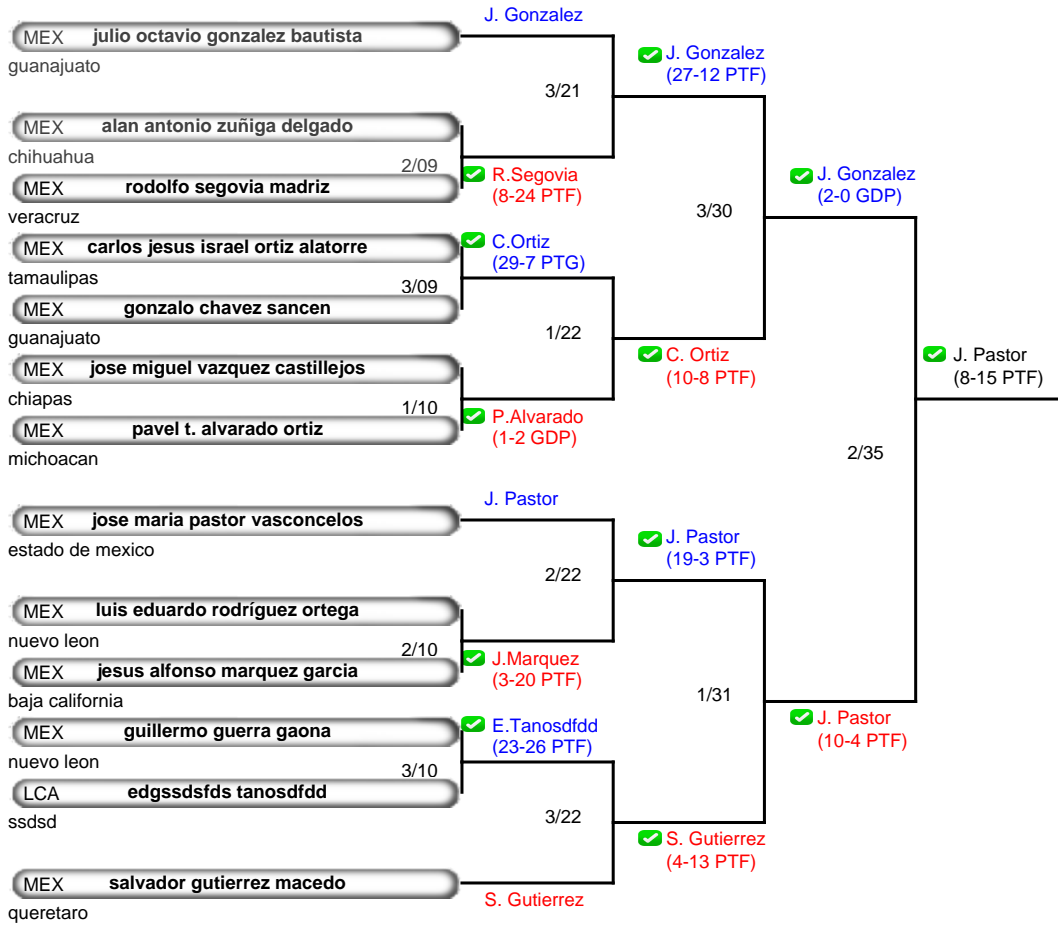 J. Gonzalez
MEX julio octavio gonzalez bautista
guanajuato
J. Gonzalez
(27-12 PTF)
3/21
MEX alan antonio zuñiga delgado
chihuahua
2/09
MEX rodolfo segovia madriz
veracruz
R.Segovia
(8-24 PTF)
J. Gonzalez
(2-0 GDP)
3/30
MEX carlos jesus israel ortiz alatorre
tamaulipas
C.Ortiz
(29-7 PTG)
3/09
MEX gonzalo chavez sancen
guanajuato
1/22
C. Ortiz
(10-8 PTF)
MEX jose miguel vazquez castillejos
chiapas
1/10
MEX pavel t. alvarado ortiz
michoacan
P.Alvarado
(1-2 GDP)
J. Pastor
(8-15 PTF)
2/35
J. Pastor
MEX jose maria pastor vasconcelos
estado de mexico
J. Pastor
(19-3 PTF)
2/22
MEX luis eduardo rodríguez ortega
nuevo leon
2/10
MEX jesus alfonso marquez garcia
baja california
J.Marquez
(3-20 PTF)
1/31
J. Pastor
(10-4 PTF)
MEX guillermo guerra gaona
nuevo leon
E.Tanosdfdd
(23-26 PTF)
3/10
LCA edgssdsfds tanosdfdd
ssdsd
3/22
S. Gutierrez
(4-13 PTF)
MEX salvador gutierrez macedo
queretaro
S. Gutierrez